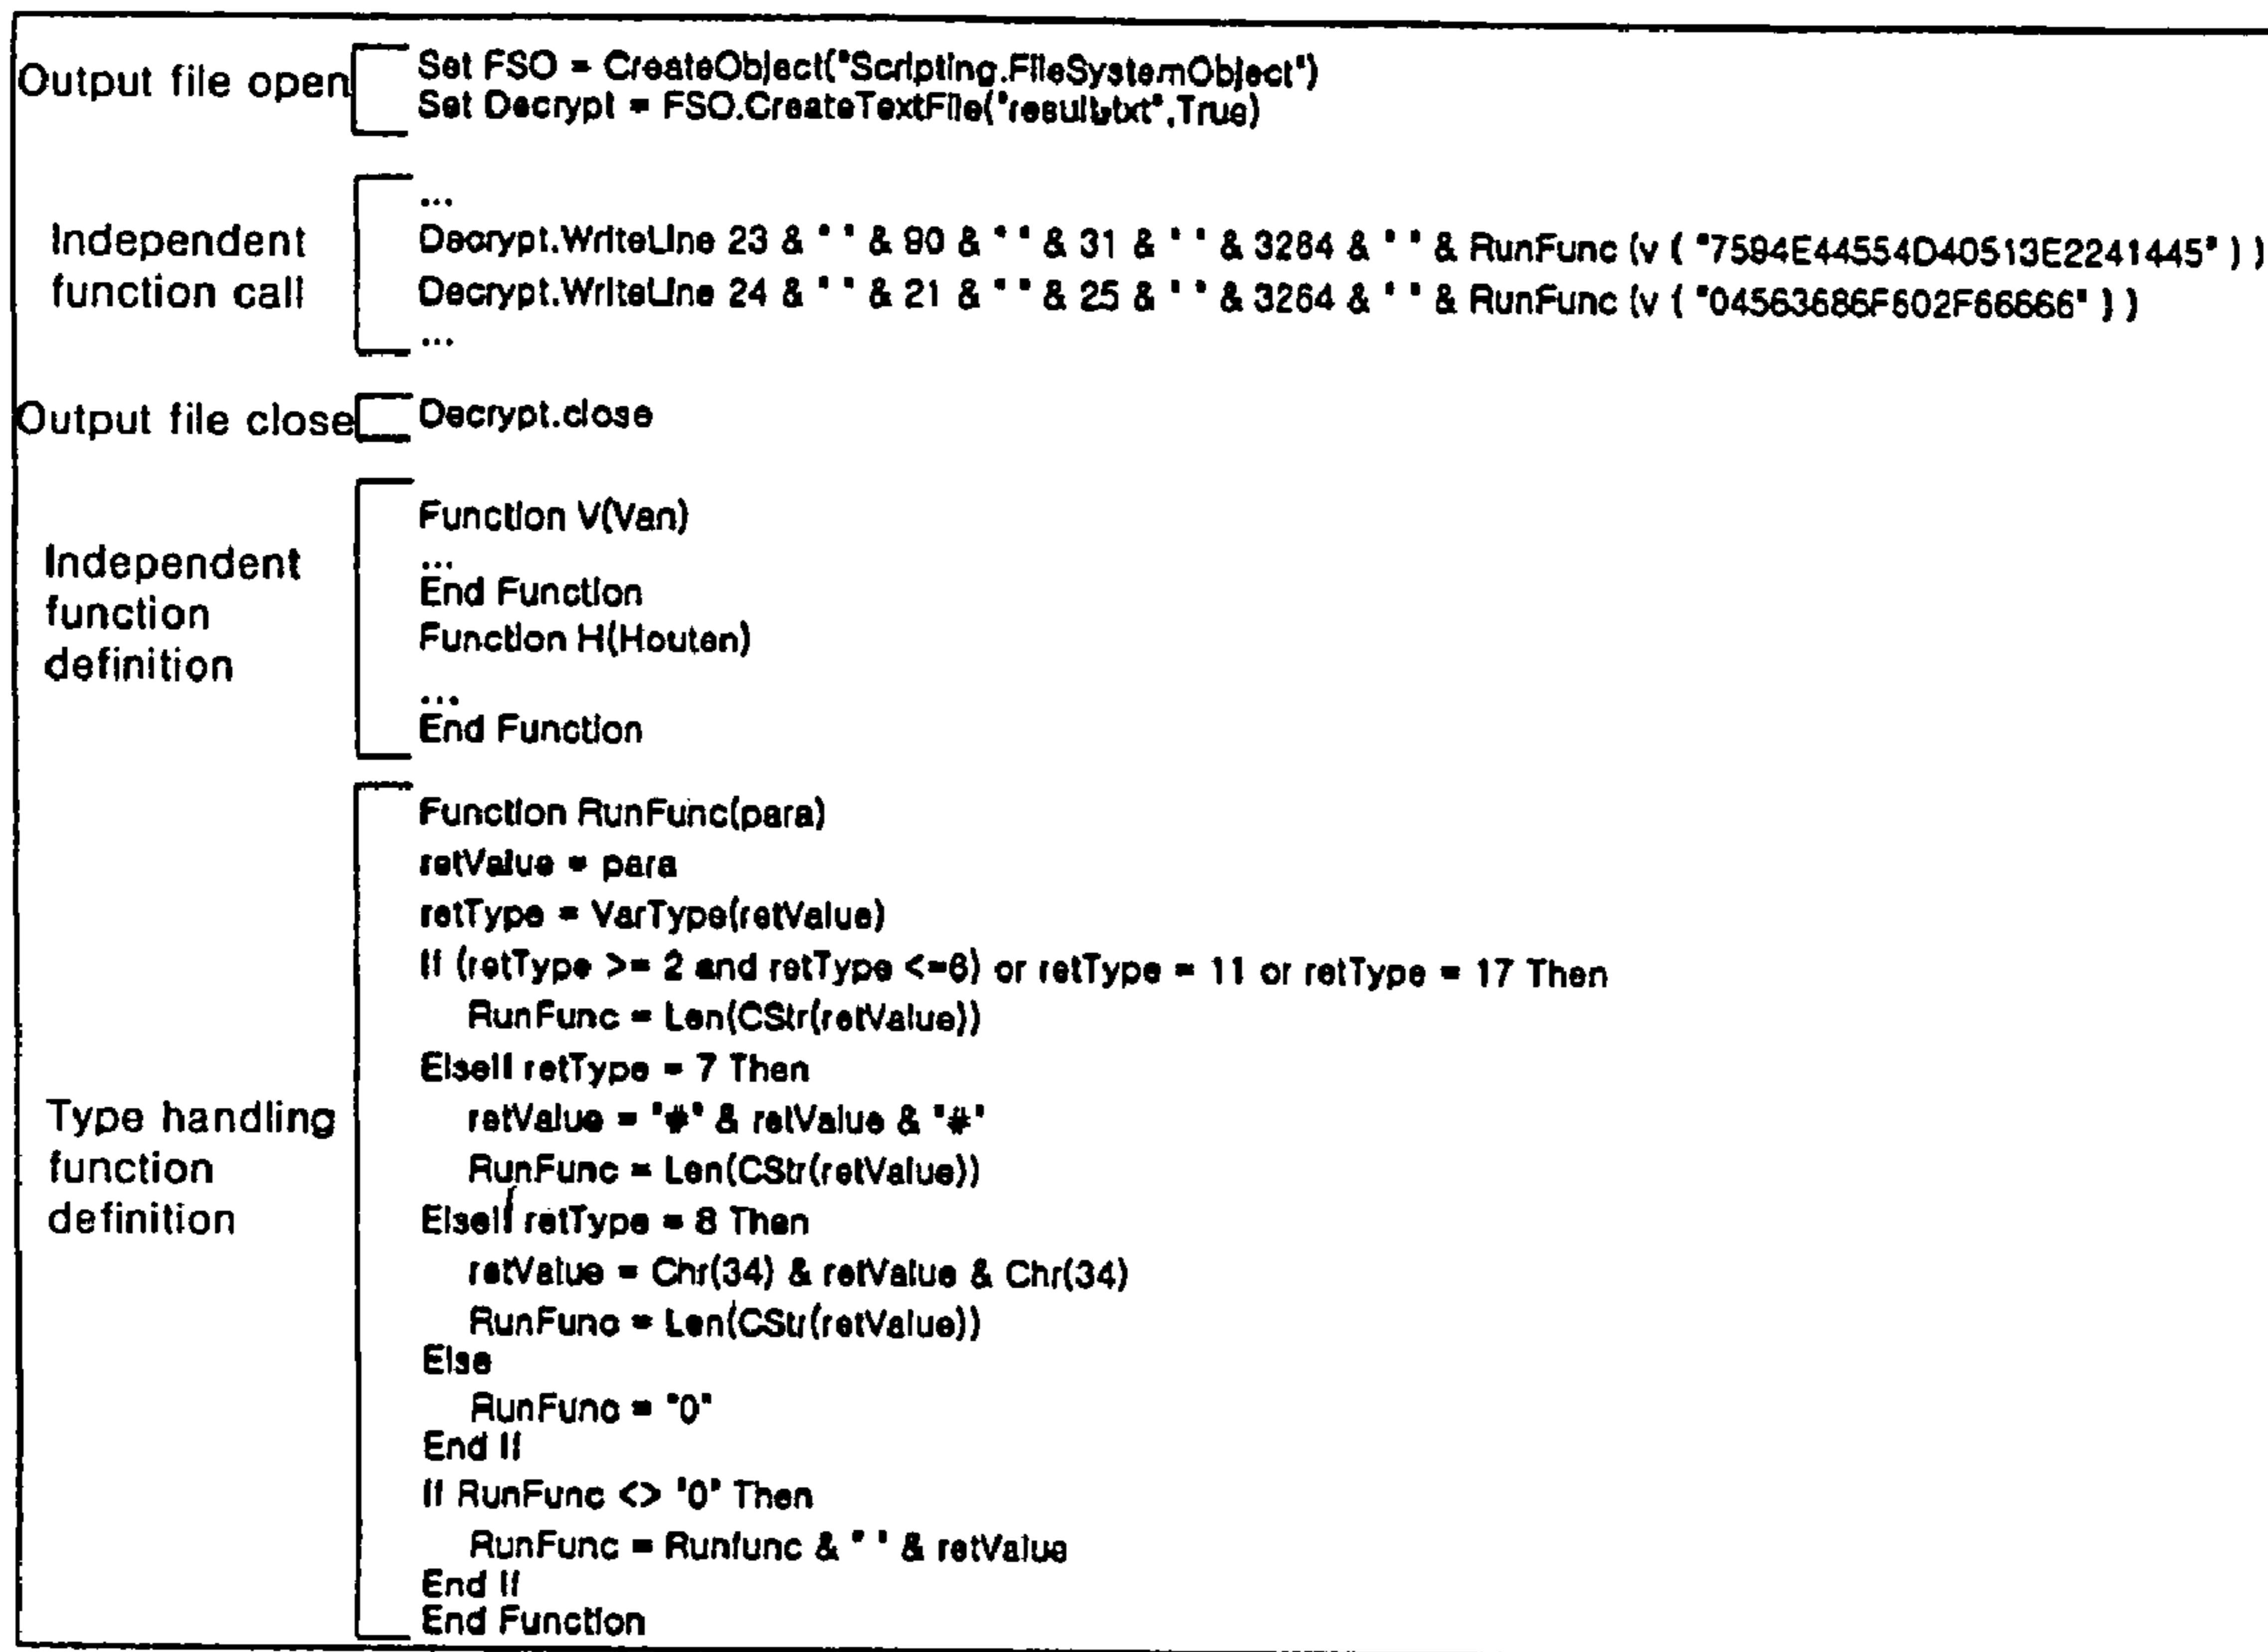 Output file open
Set FSO = CreateObject("Scripting.FileSystemObject")
Set Decrypt = FSO.CreateTextFile("result.txt",True)
Independent function call
...
Decrypt.WriteLine 23 & " " & 90 & " " & 31 & " " & 3284 & " " & RunFunc (v ( "7594E44554D40513E2241445" ) )
Decrypt.WriteLine 24 & " " & 21 & " " & 25 & " " & 3264 & " " & RunFunc (v ( "04563686F602F66666" ) )
...
Output file close
Decrypt.close
Independent
function
definition
Function V(Van)
...
End Function
Function H(Houten)
...
End Function
Type handling
function
definition
Function RunFunc(para)
retValue = para
retType = VarType(retValue)
If (retType >= 2 and retType <=6) or retType = 11 or retType = 17 Then
RunFunc = Len(CStr(retValue))
ElseIf retType = 7 Then
retValue = "#" & retValue & "#"
RunFunc = Len(CStr(retValue))
ElseIf retType = 8 Then
retValue = Chr(34) & retValue & Chr(34)
RunFunc = Len(CStr(retValue))
Else
RunFunc = "0"
End If
If RunFunc <> "0" Then
RunFunc = Runfunc & " " & retValue
End If
End Function